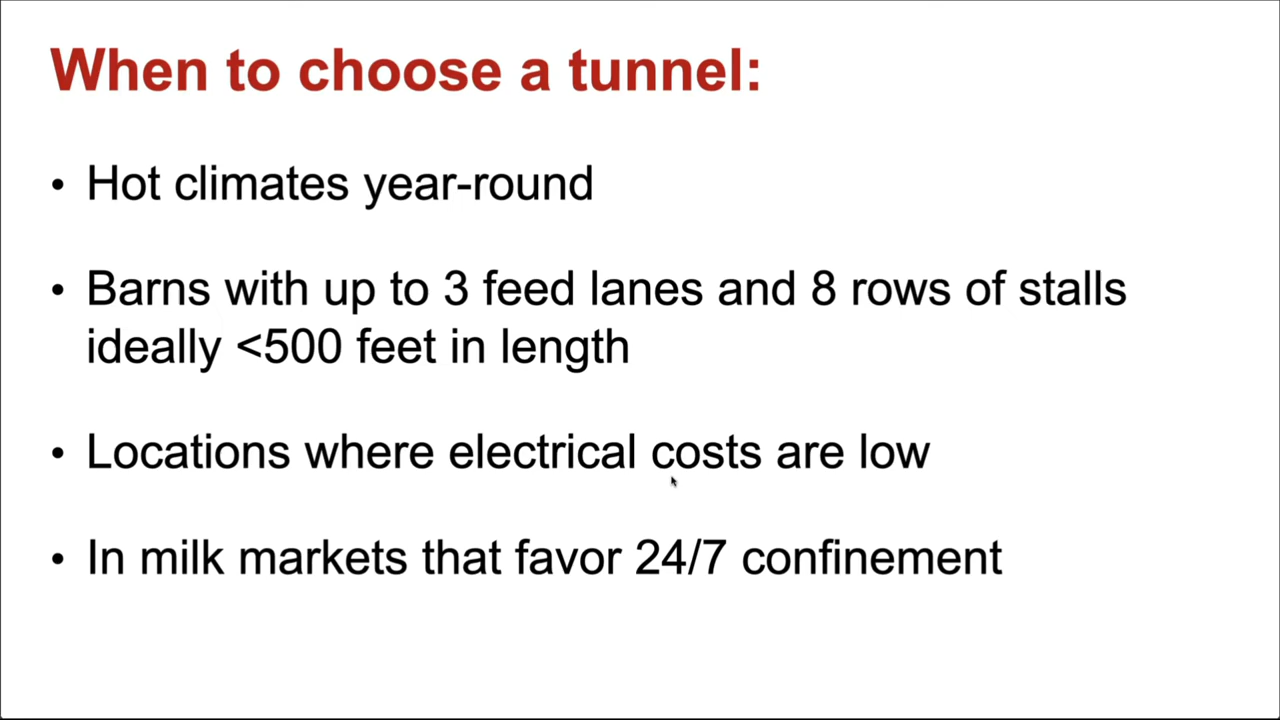 When to choose a tunnel:
• Hot climates year-round
• Barns with up to 3 feed lanes and 8 rows of stalls
ideally <500 feet in length
• Locations where electrical costs are low
• In milk markets that favor 24/7 confinement